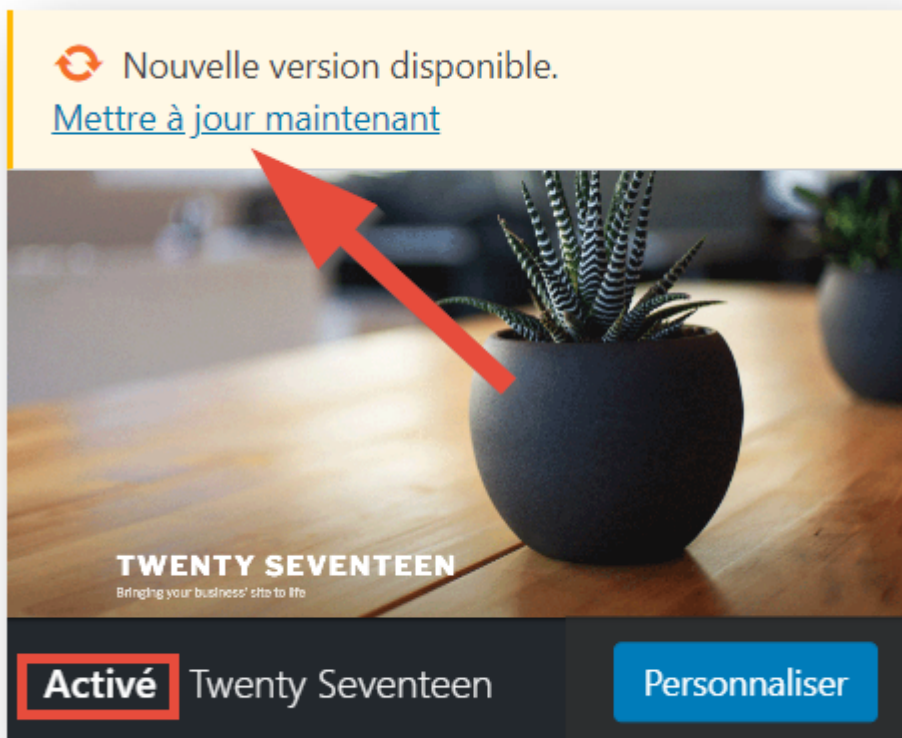 Nouvelle version disponible.
Mettre à jour maintenant
TWENTY SEVENTEEN
Bringing your business' site to life
Activé Twenty Seventeen
Personnaliser